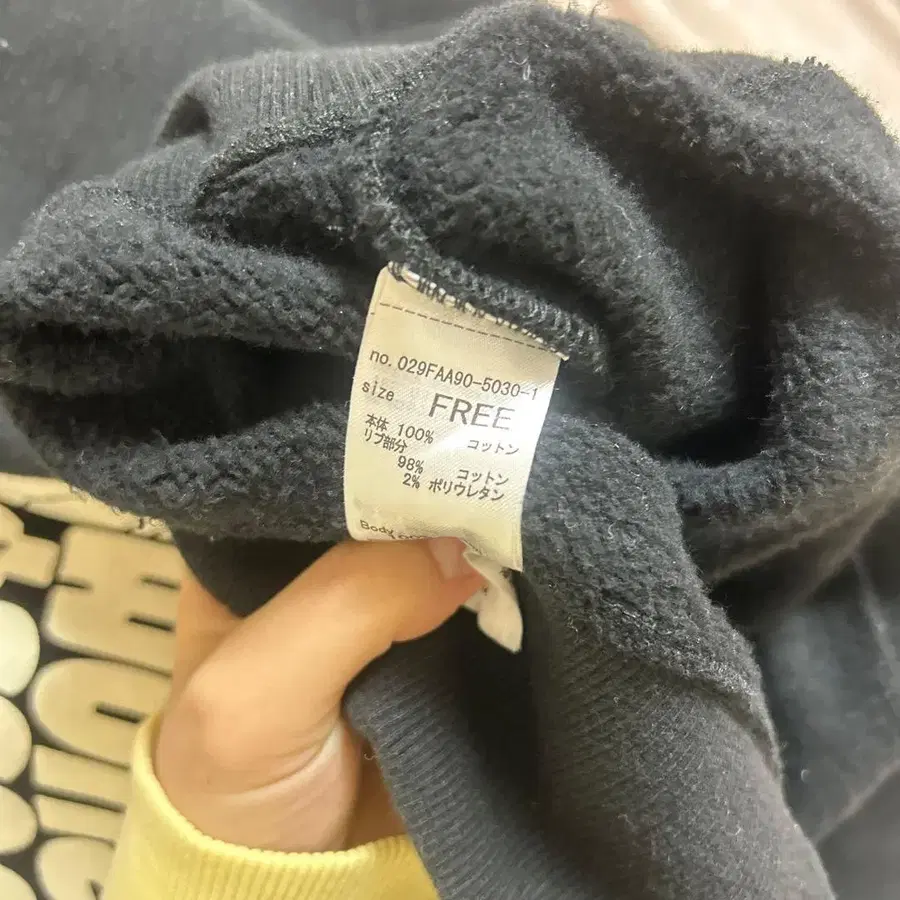 no. 029FAA90-5030-1
size FREE
本体 100% コットン
リブ部分
98% コットン
2% ポリウレタン
Body